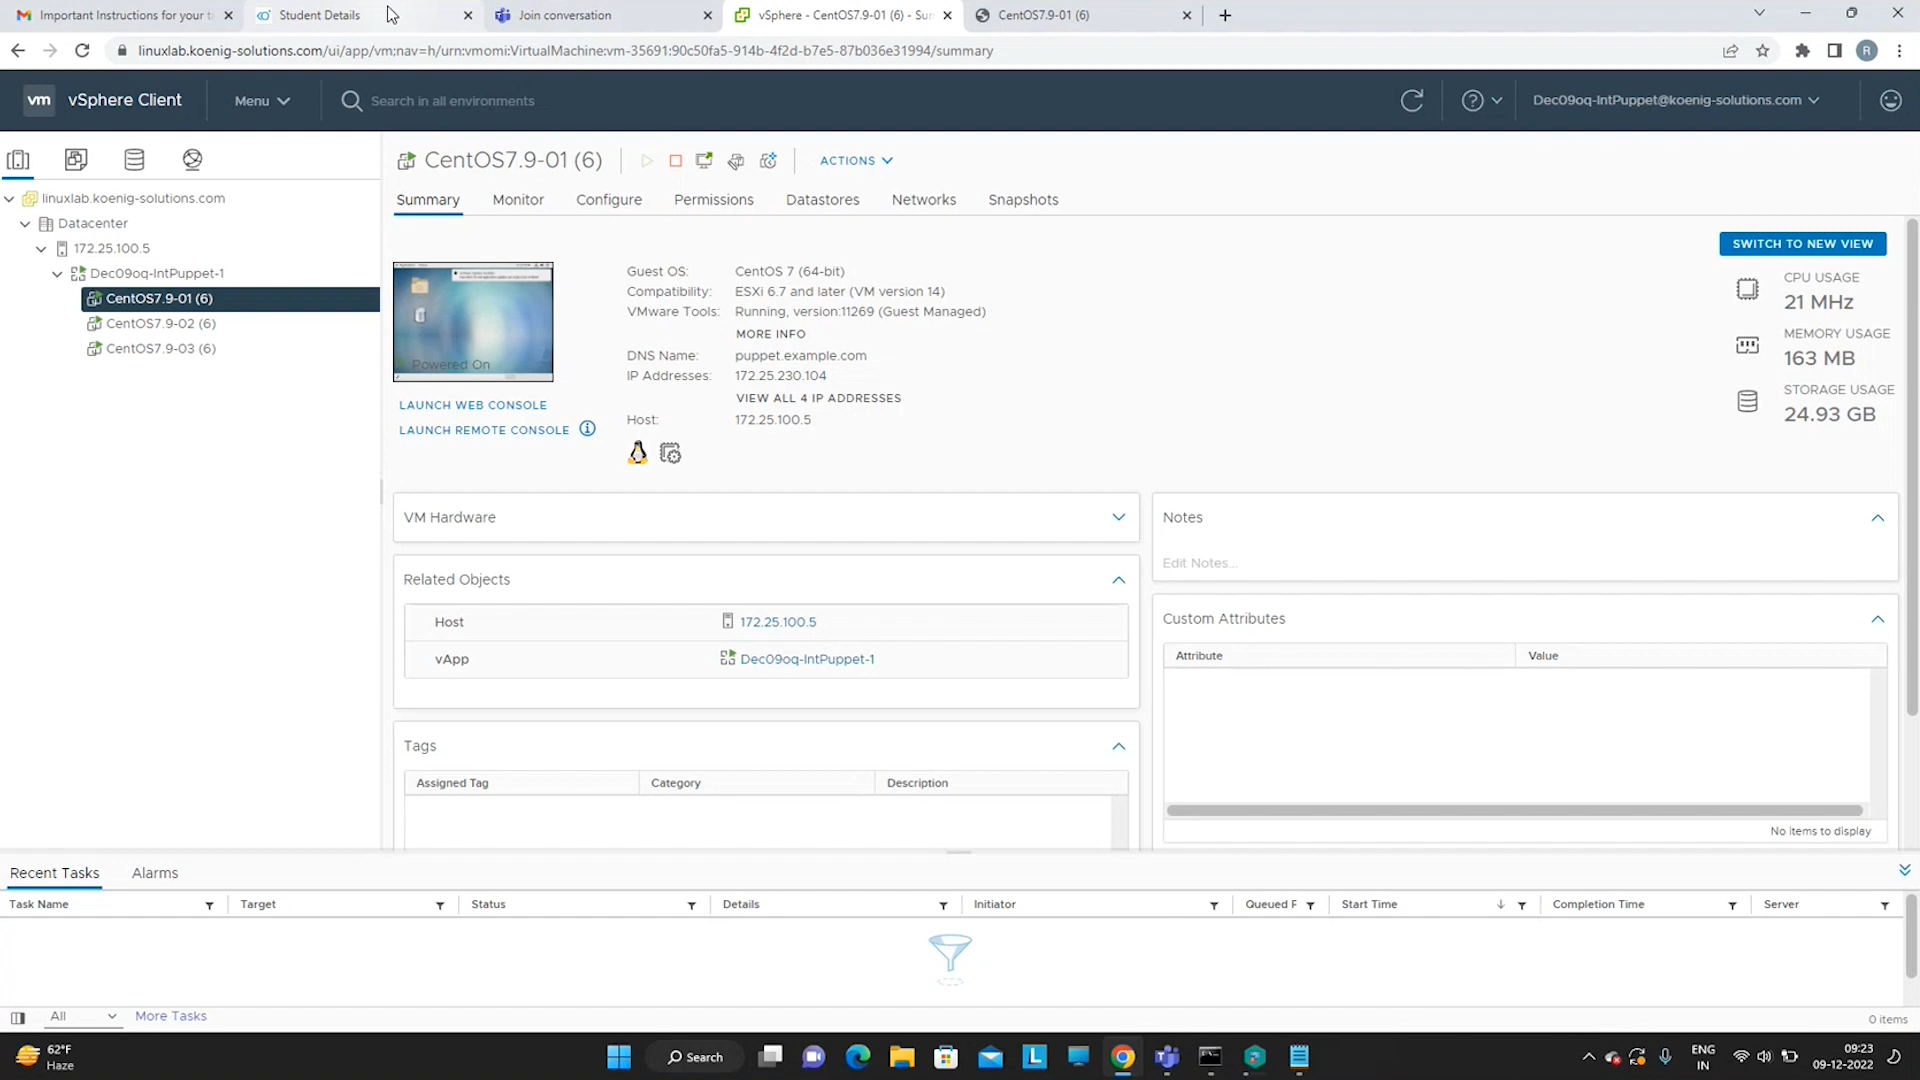 Important Instructions for your t
Student Details
Join conversation
vSphere - CentOS7.9-01 (6) - Sun
CentOS7.9-01 (6)
linuxlab.koenig-solutions.com/ui/app/vm;nav=h/urn:vmomi:VirtualMachine:vm-35691:90c50fa5-914b-4f2d-b7e5-87b036e31994/summary
R
vm
vSphere Client
Menu
Search in all environments
Dec09oq-IntPuppet@koenig-solutions.com
linuxlab.koenig-solutions.com
Datacenter
172.25.100.5
Dec09oq-IntPuppet-1
CentOS7.9-01 (6)
CentOS7.9-02 (6)
CentOS7.9-03 (6)
CentOS7.9-01 (6)
ACTIONS
Summary
Monitor
Configure
Permissions
Datastores
Networks
Snapshots
SWITCH TO NEW VIEW
Powered On
LAUNCH WEB CONSOLE
LAUNCH REMOTE CONSOLE
Guest OS: CentOS 7 (64-bit)
Compatibility: ESXi 6.7 and later (VM version 14)
VMware Tools: Running, version:11269 (Guest Managed)
MORE INFO
DNS Name: puppet.example.com
IP Addresses: 172.25.230.104
VIEW ALL 4 IP ADDRESSES
Host: 172.25.100.5
CPU USAGE
21 MHz
MEMORY USAGE
163 MB
STORAGE USAGE
24.93 GB
VM Hardware
Related Objects
Host 172.25.100.5
vApp Dec09oq-IntPuppet-1
Tags
Assigned Tag Category Description
Notes
Edit Notes...
Custom Attributes
Attribute Value
No items to display
Recent Tasks Alarms
Task Name Target Status Details Initiator Queued F Start Time Completion Time Server
All More Tasks
0 items
62°F
Haze
Search
ENG
IN
09:23
09-12-2022